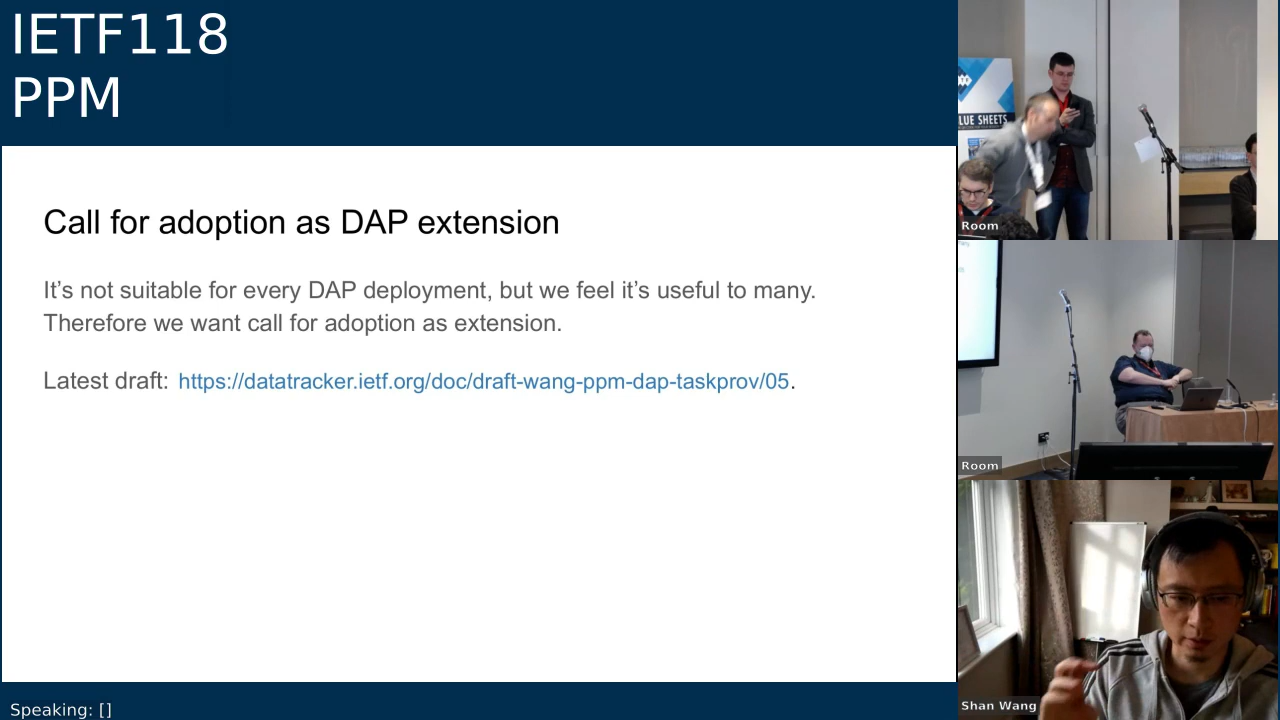 IETF118
PPM
Call for adoption as DAP extension
It’s not suitable for every DAP deployment, but we feel it’s useful to many.
Therefore we want call for adoption as extension.
Latest draft: https://datatracker.ietf.org/doc/draft-wang-ppm-dap-taskprov/05.
Speaking: []
LUE SHEETS
Room
Room
Shan Wang